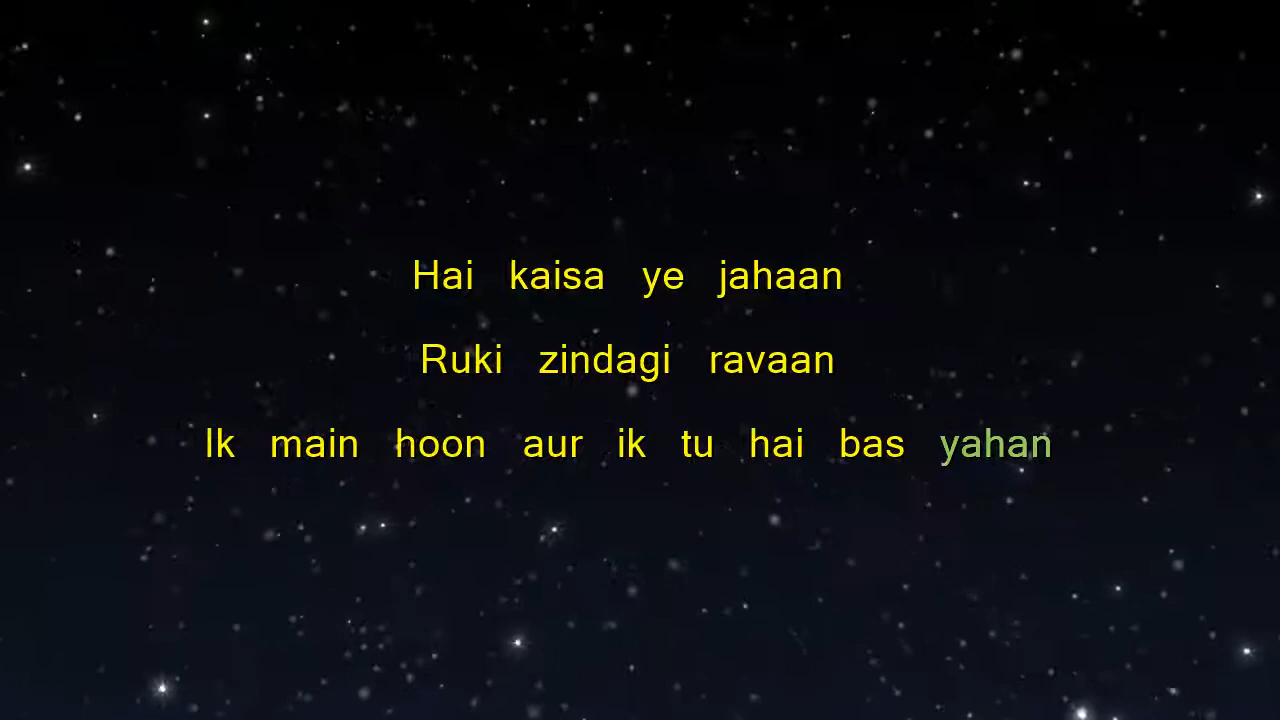 Hai kaisa ye jahaan
Ruki zindagi ravaan
Ik main hoon aur ik tu hai bas yahan